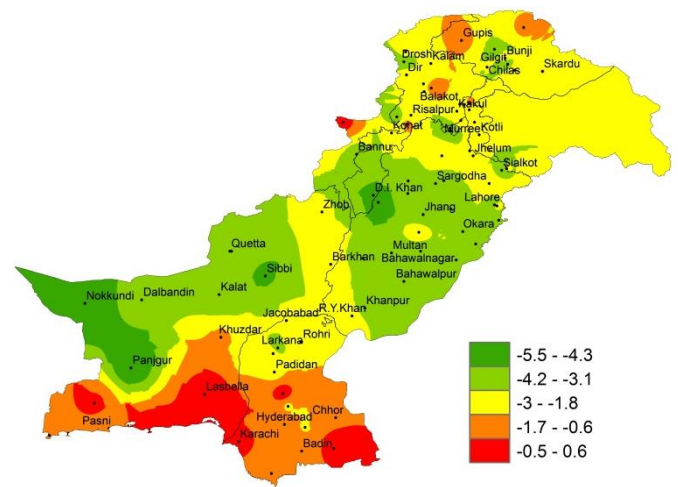 Gupis
Drosh
Kalam
Gilgit
Bunji
Dir
Chilas
Skardu
Balakot
Risalpur
Kakul
Kohat
Murree
Kotli
Bannu
Jhelum
Sialkot
D.I. Khan
Sargodha
Zhob
Jhang
Lahore
Okara
Quetta
Multan
Barkhan
Bahawalnagar
Sibbi
Bahawalpur
Nokkundi
Dalbandin
Kalat
Khanpur
Jacobabad
R.Y.Khan
Khuzdar
Larkana
Rohri
Panjgur
Padidan
Lasbella
Pasni
Hyderabad
Chhor
Karachi
Badin
-5.5 - -4.3
-4.2 - -3.1
-3 - -1.8
-1.7 - -0.6
-0.5 - 0.6